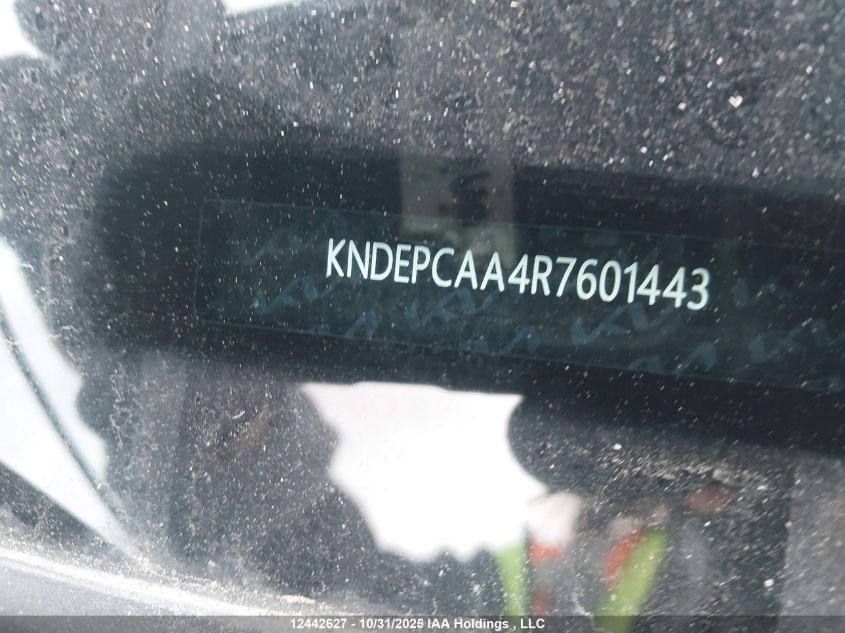 KNDEPCAA4R7601443
12442627 - 10/31/2025 IAA Holdings , LLC